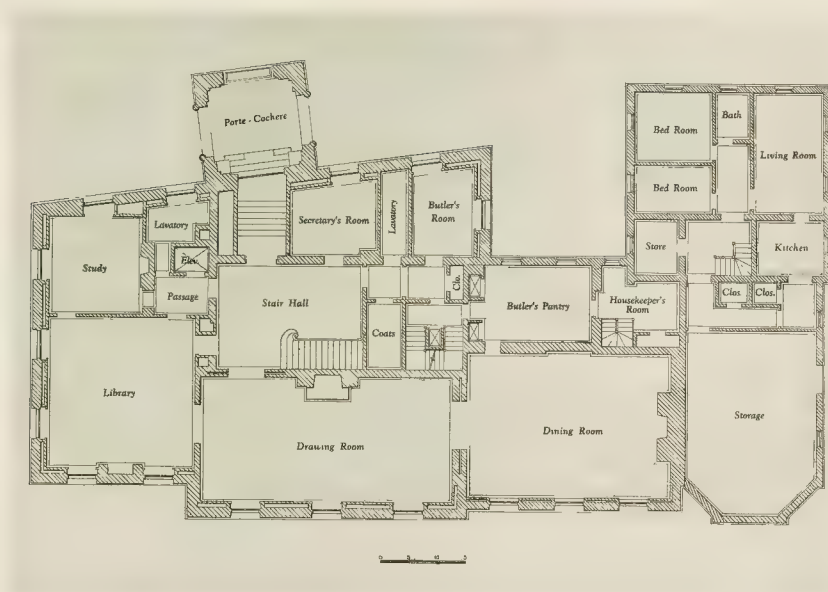 Porte-Cochere
Bed Room
Bath
Living Room
Bed Room
Lavatory
Secretary's Room
Lavatory
Butler's
Room
Store
Kitchen
Study
Elev.
Passage
Stair Hall
Clo.
Butler's Pantry
Housekeeper's
Room
Clos.
Clos.
Coats
Library
Drawing Room
Dining Room
Storage